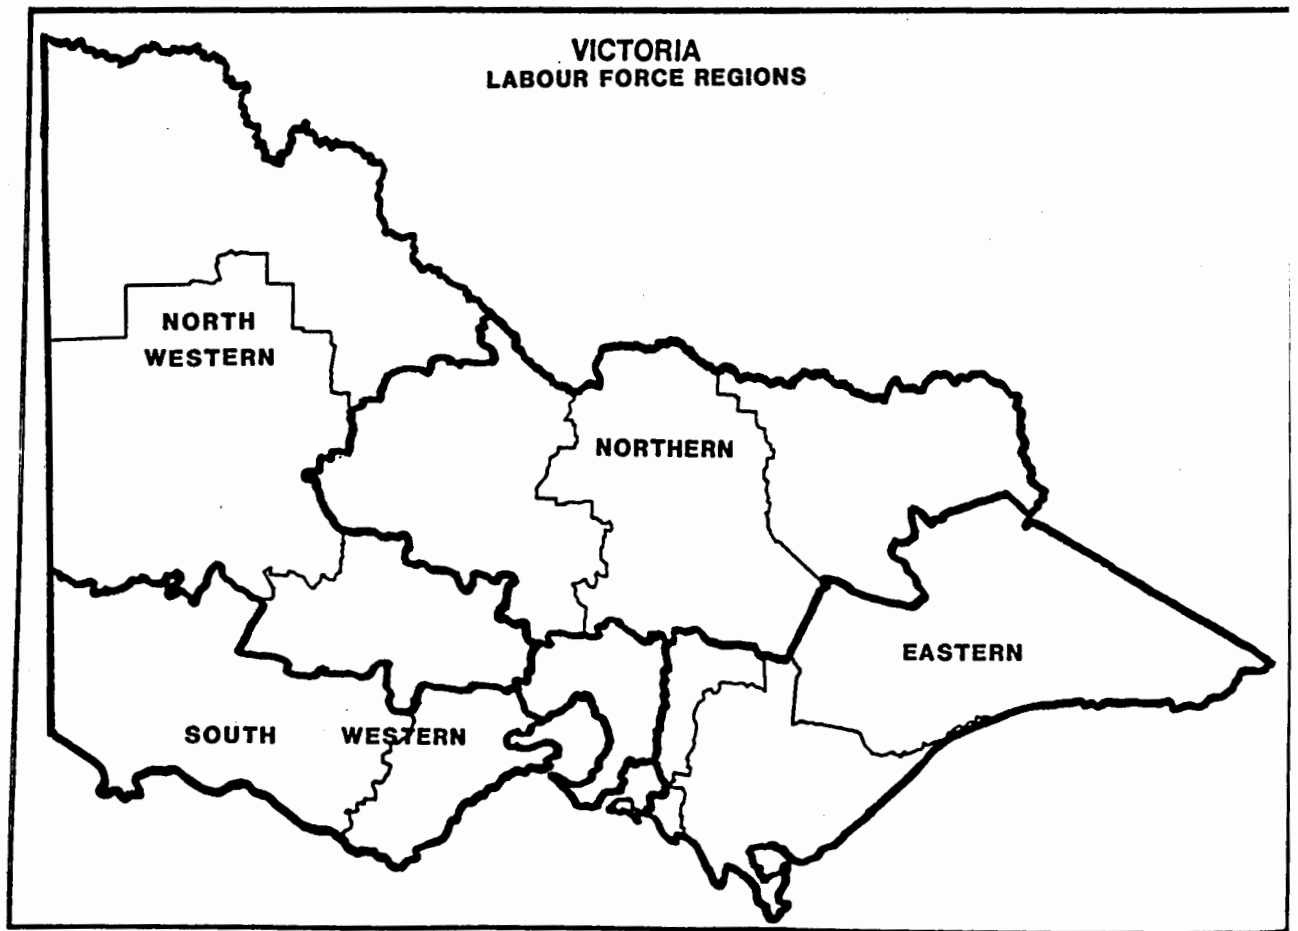 VICTORIA
LABOUR FORCE REGIONS
NORTH
WESTERN
NORTHERN
EASTERN
SOUTH WESTERN